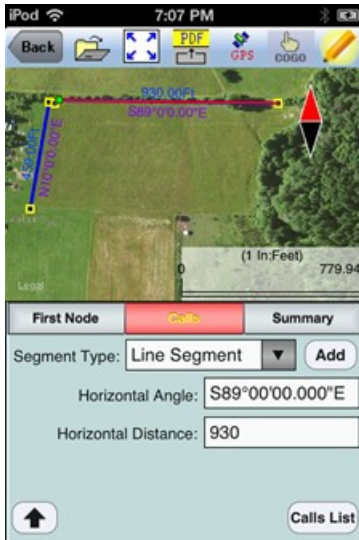 iPod 7:07 PM
Back PDF GPS COGO
930.00Ft
S89°0'0.00"E
459.00Ft
N10°0'0.00"E
(1 In:Feet)
0 779.94
Legal
First Node Calls Summary
Segment Type: Line Segment Add
Horizontal Angle: S89°00'00.000"E
Horizontal Distance: 930
Calls List